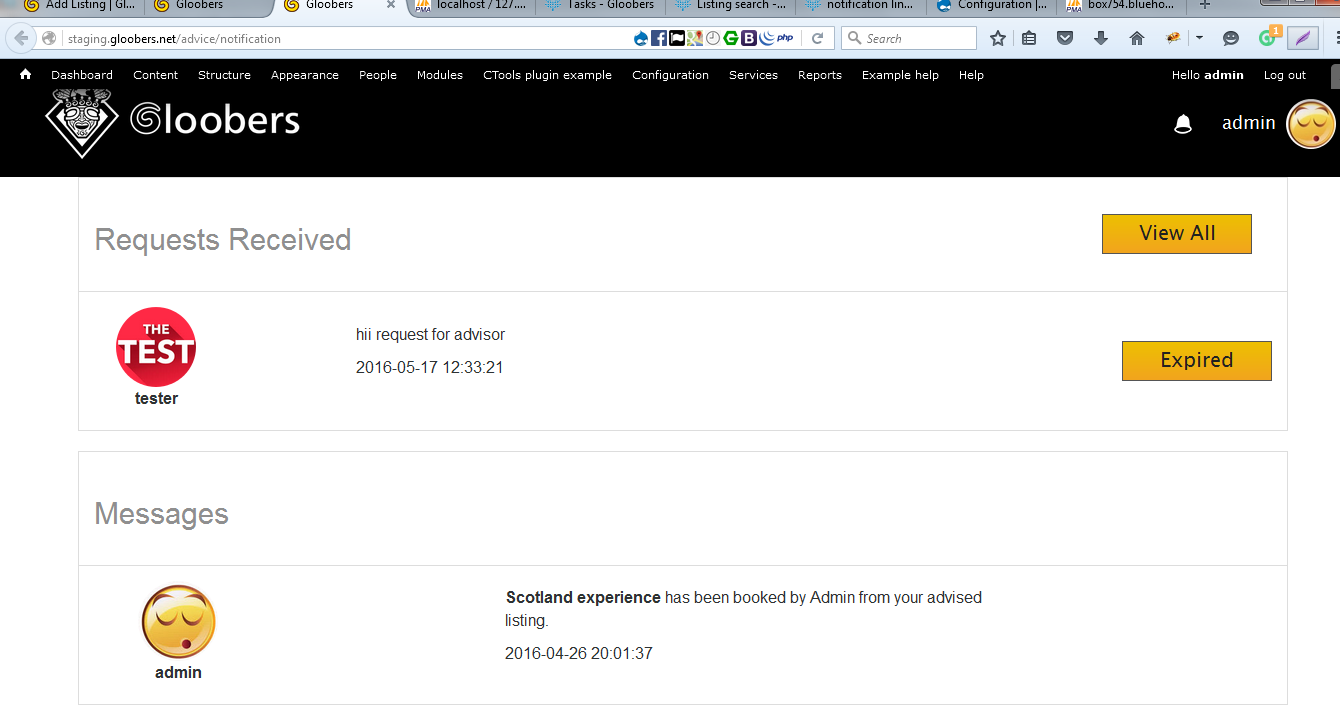 Add Listing | Gl...
Gloobers
Gloobers
localhost / 127....
Tasks - Gloobers
Listing search -...
notification lin...
Configuration |...
box754.blueho...
staging.gloobers.net/advice/notification
php
Search
1
Dashboard Content Structure Appearance People Modules CTools plugin example Configuration Services Reports Example help Help
Hello admin Log out
Gloobers
admin
Requests Received
View All
THE
TEST
tester
hii request for advisor
2016-05-17 12:33:21
Expired
Messages
admin
Scotland experience has been booked by Admin from your advised
listing.
2016-04-26 20:01:37